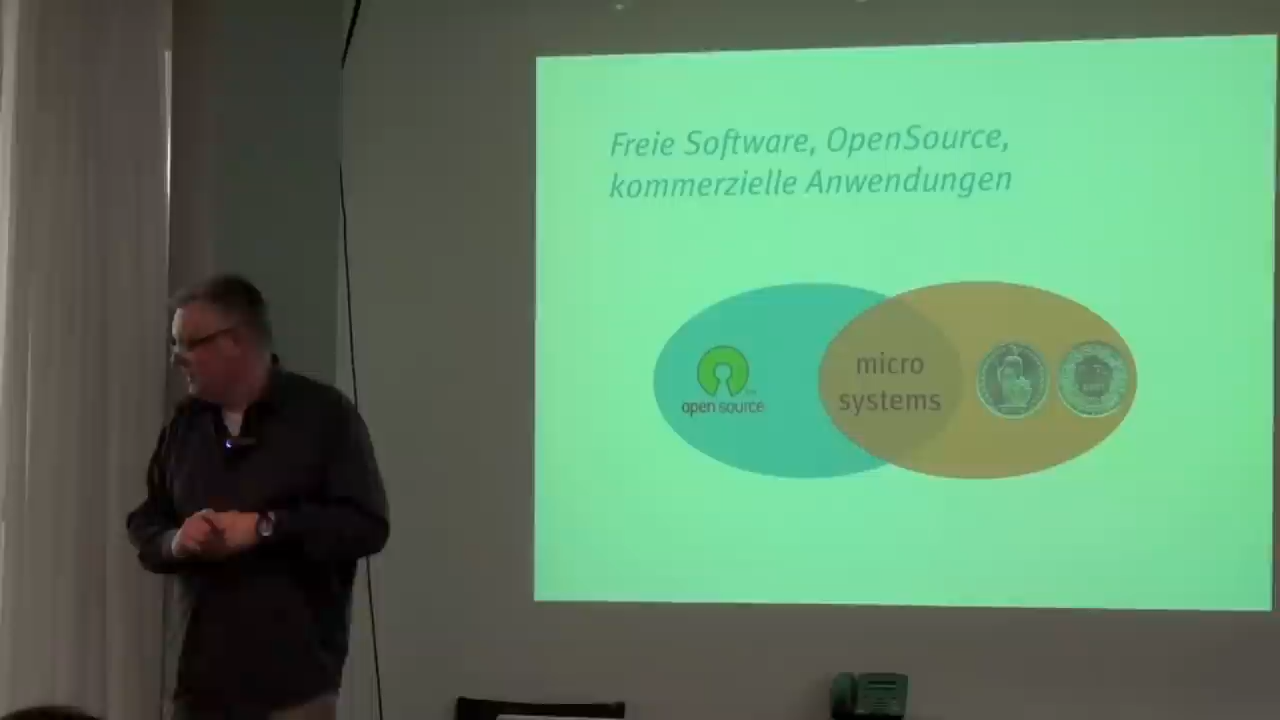 Freie Software, OpenSource,
kommerzielle Anwendungen
open source
micro
systems